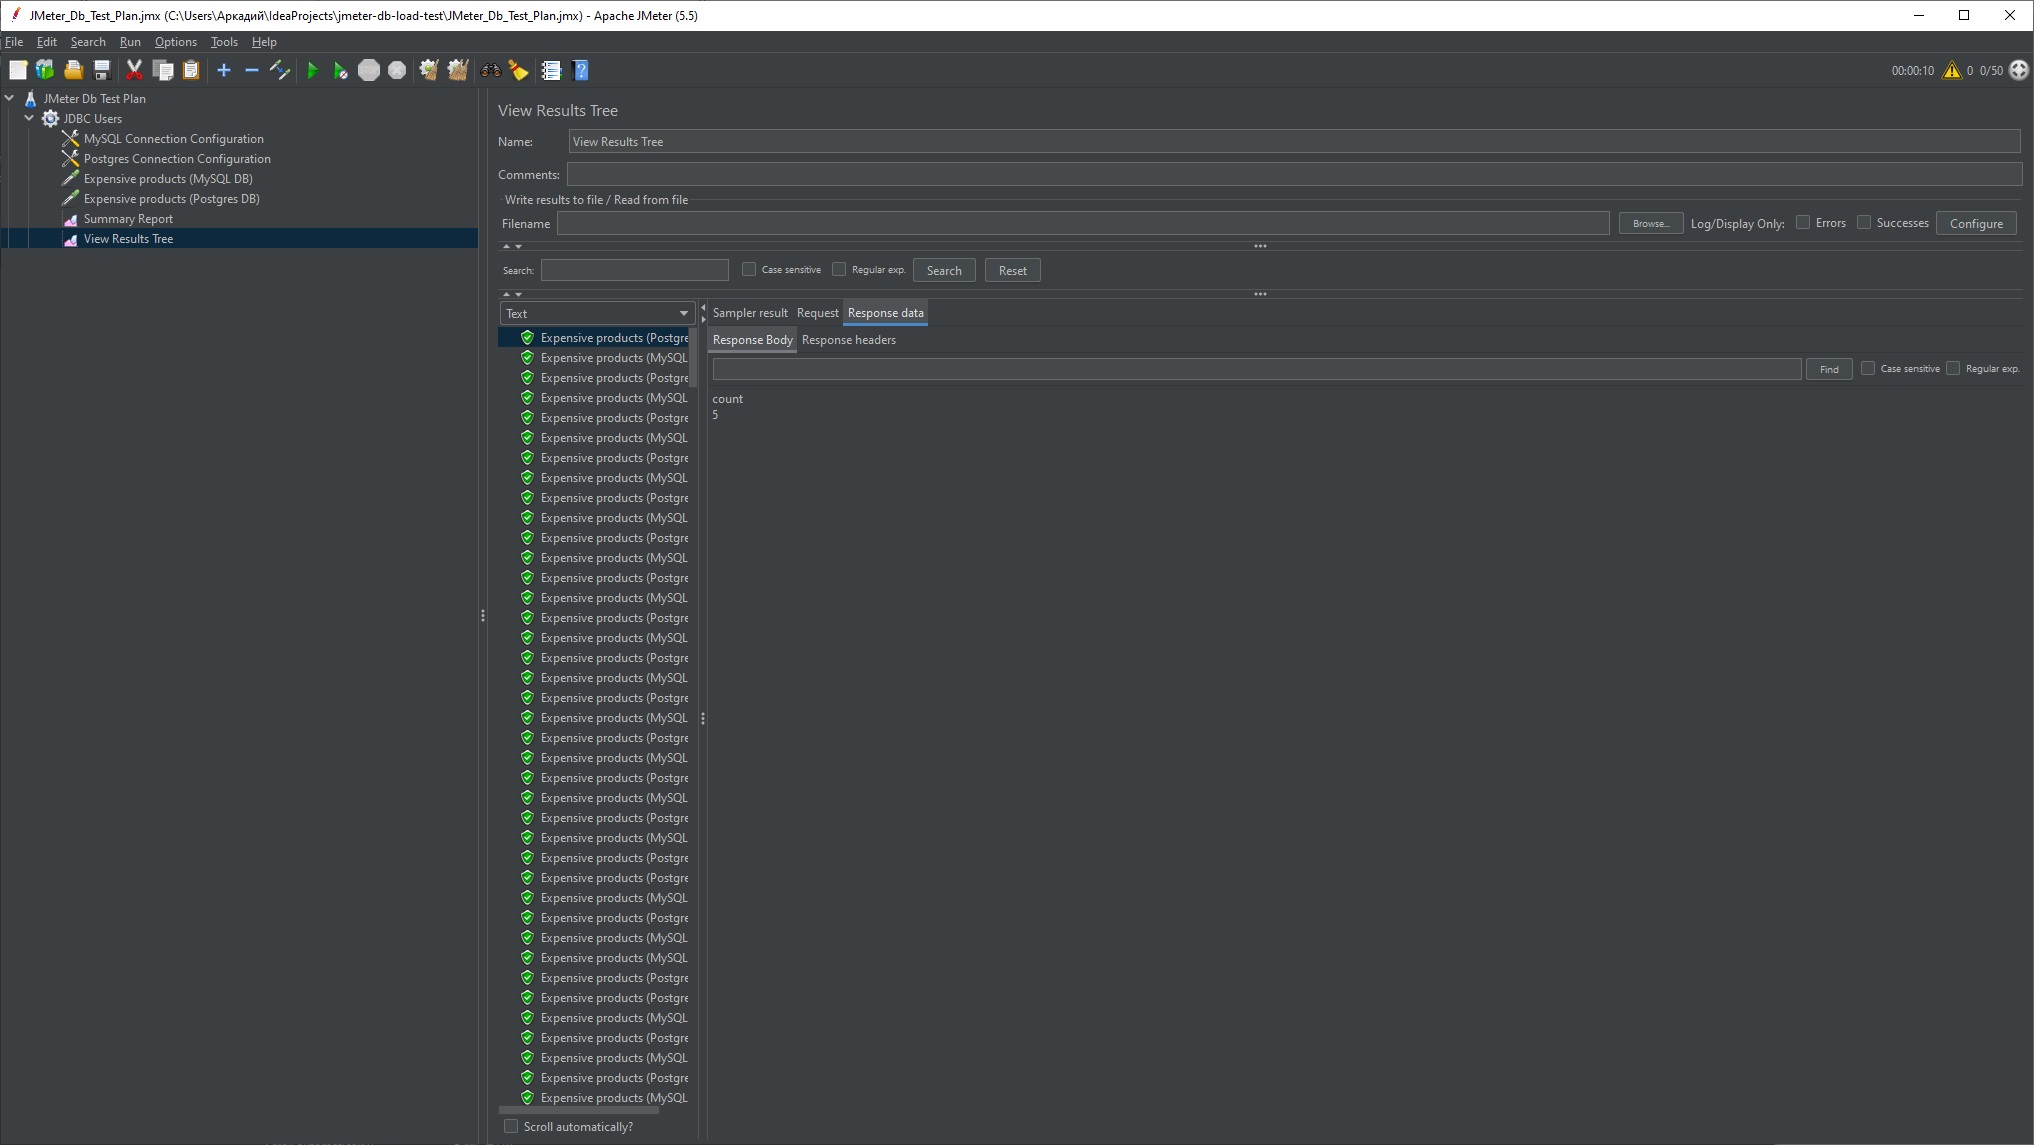 JMeter_Db_Test_Plan.jmx (C:\Users\Аркадий\IdeaProjects\jmeter-db-load-test\JMeter_Db_Test_Plan.jmx) - Apache JMeter (5.5)
File Edit Search Run Options Tools Help
STOP
00:00:10 0 0/50
JMeter Db Test Plan
JDBC Users
MySQL Connection Configuration
Postgres Connection Configuration
Expensive products (MySQL DB)
Expensive products (Postgres DB)
Summary Report
View Results Tree
View Results Tree
Name: View Results Tree
Comments:
Write results to file / Read from file
Filename Browse... Log/Display Only: Errors Successes Configure
Search: Case sensitive Regular exp. Search Reset
Text
Expensive products (Postgre
Expensive products (MySQL
Expensive products (Postgre
Expensive products (MySQL
Expensive products (Postgre
Expensive products (MySQL
Expensive products (Postgre
Expensive products (MySQL
Expensive products (Postgre
Expensive products (MySQL
Expensive products (Postgre
Expensive products (MySQL
Expensive products (Postgre
Expensive products (MySQL
Expensive products (Postgre
Expensive products (MySQL
Expensive products (Postgre
Expensive products (MySQL
Expensive products (Postgre
Expensive products (MySQL
Expensive products (Postgre
Expensive products (MySQL
Expensive products (Postgre
Expensive products (MySQL
Expensive products (Postgre
Expensive products (MySQL
Expensive products (Postgre
Expensive products (Postgre
Expensive products (MySQL
Expensive products (Postgre
Expensive products (MySQL
Expensive products (MySQL
Expensive products (Postgre
Expensive products (Postgre
Expensive products (MySQL
Expensive products (Postgre
Expensive products (MySQL
Expensive products (Postgre
Expensive products (MySQL
Scroll automatically?
Sampler result Request Response data
Response Body Response headers
Find Case sensitive Regular exp.
count
5